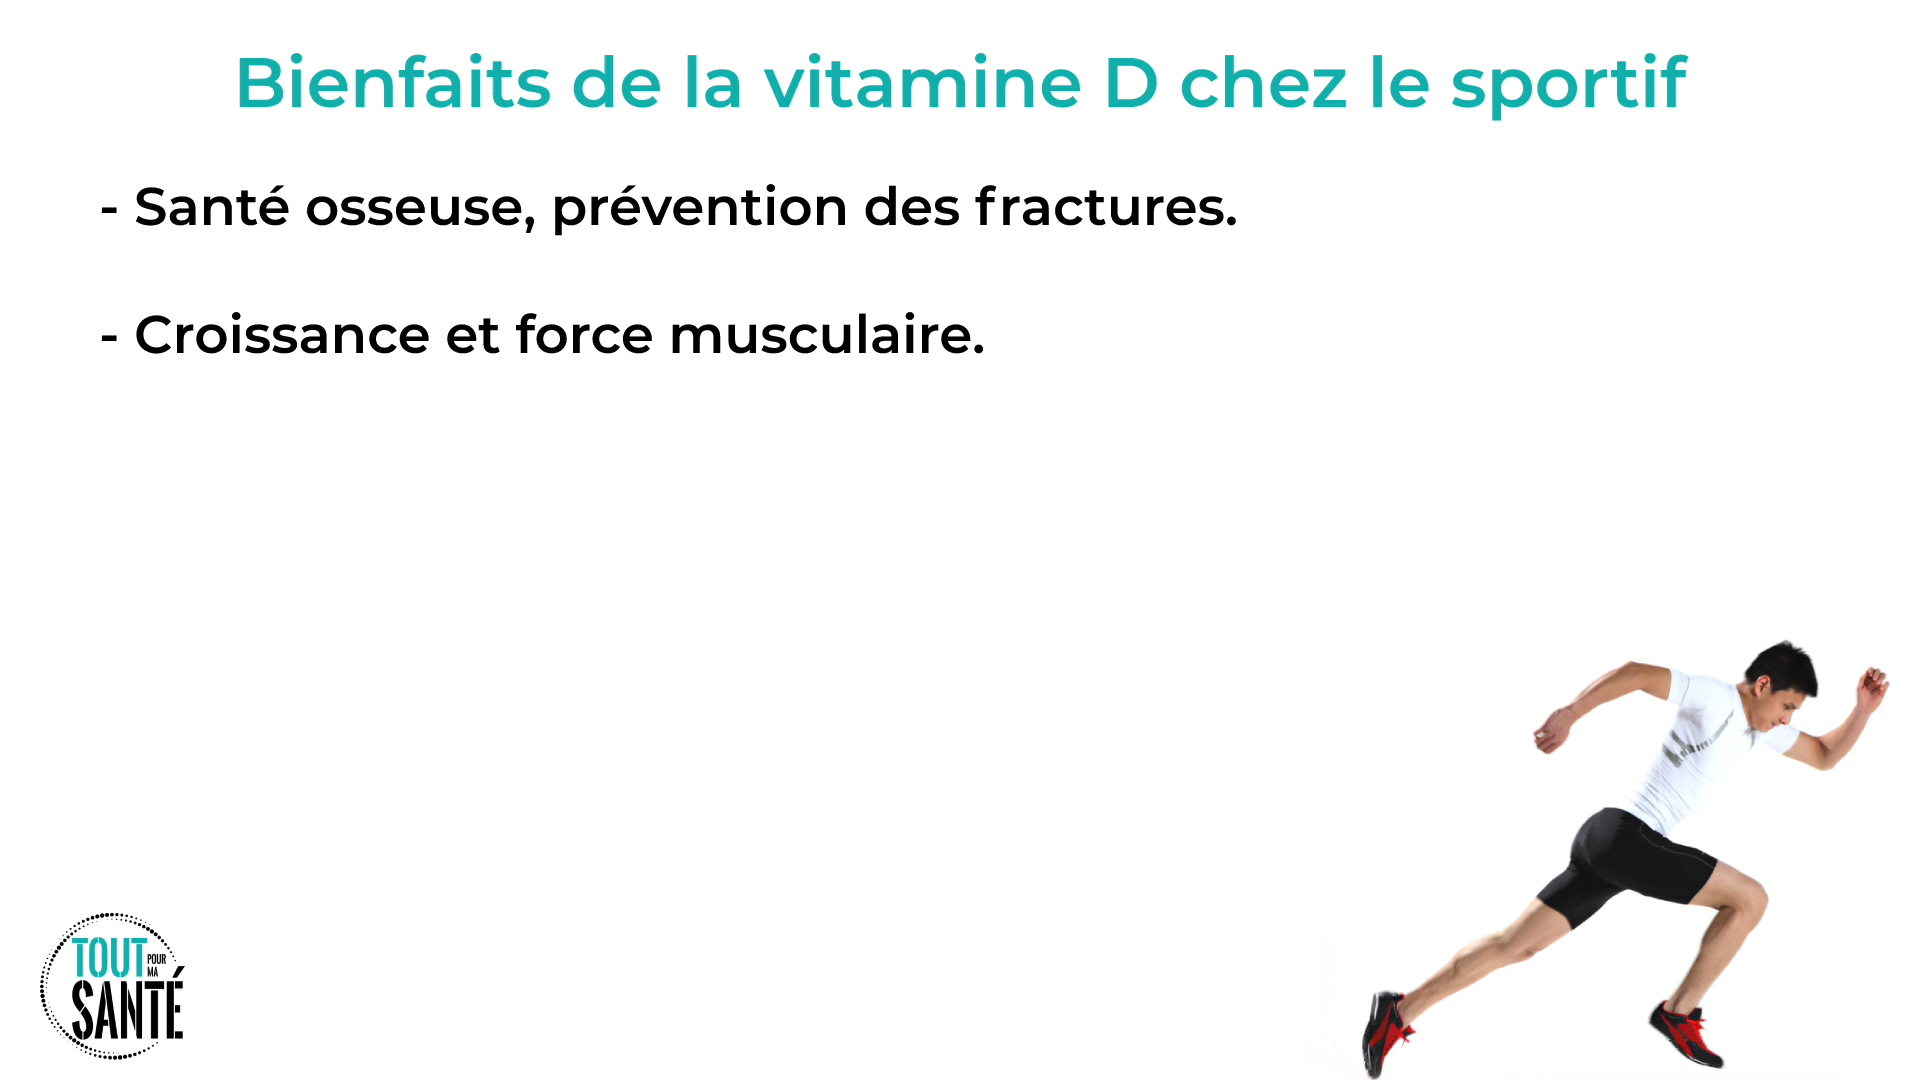 Bienfaits de la vitamine D chez le sportif
- Santé osseuse, prévention des fractures.
- Croissance et force musculaire.
TOUT POUR MA
SANTÉ